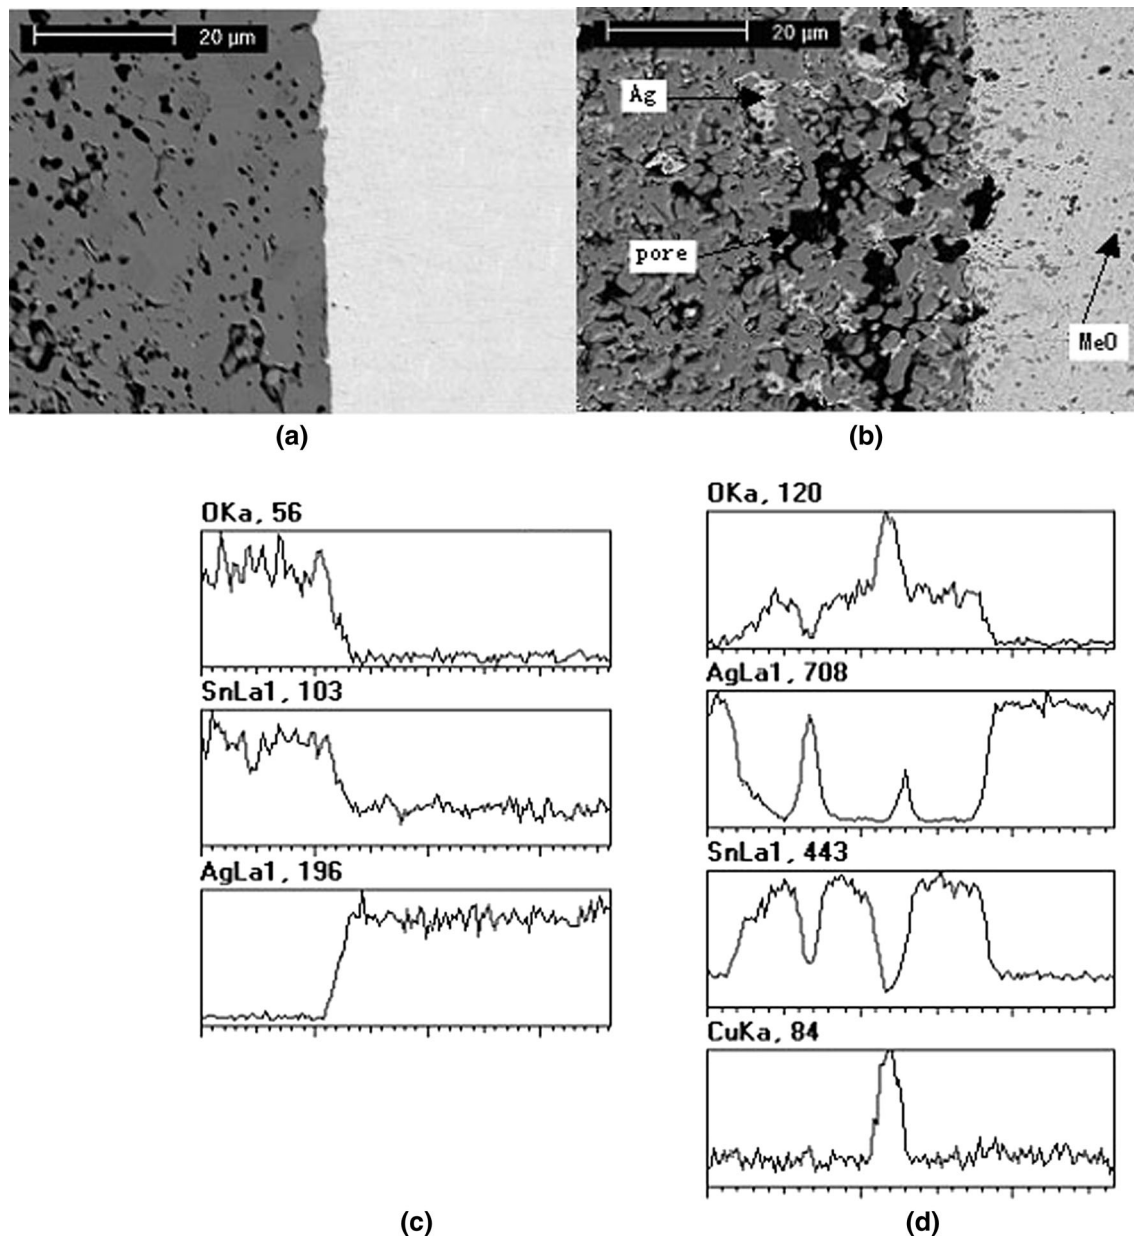 20 µm
20 µm
Ag
pore
MeO
(a)
(b)
OKa, 56
SnLa1, 103
AgLa1, 196
(c)
OKa, 120
AgLa1, 708
SnLa1, 443
CuKa, 84
(d)